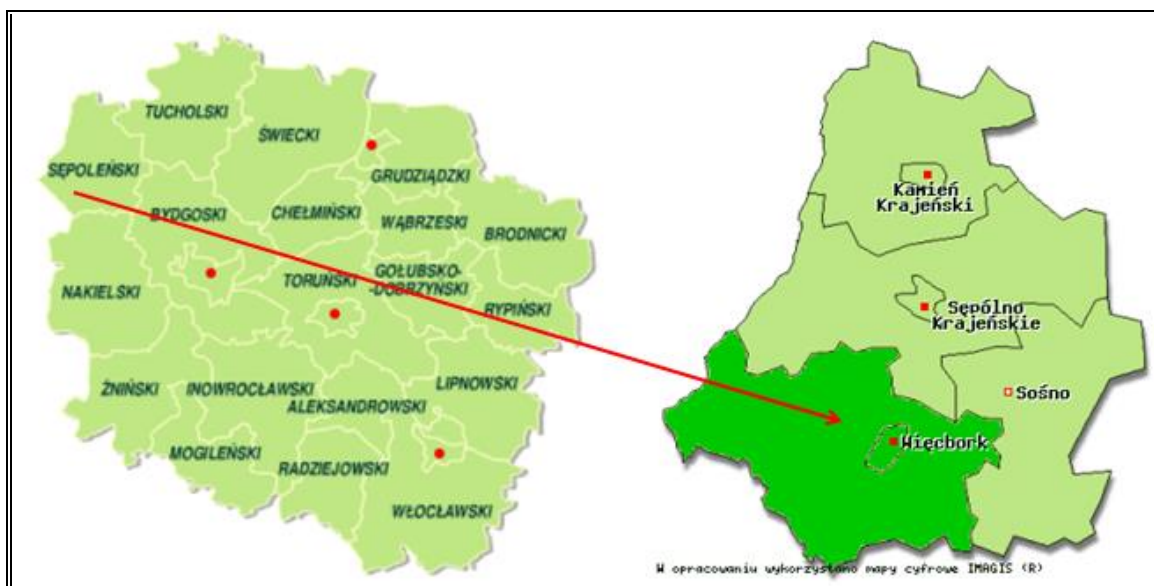 TUCHOLSKI
ŚWIECKI
SĘPOLEŃSKI
GRUDZIĄDZKI
BYDGOSKI
CHEŁMIŃSKI
WĄBRZESKI
BRODNICKI
NAKIELSKI
TORUŃSKI
GOŁUBSKO-
-DOBRZYŃSKI
RYPIŃSKI
ŻNIŃSKI
INOWROCŁAWSKI
LIPNOWSKI
ALEKSANDROWSKI
MOGILEŃSKI
RADZIEJOWSKI
WŁOCŁAWSKI
Kamień
Krajeński
Sępólno
Krajeńskie
Sośno
Więcbork
W opracowaniu wykorzystano mapy cyfrowe IMAGIS (R)